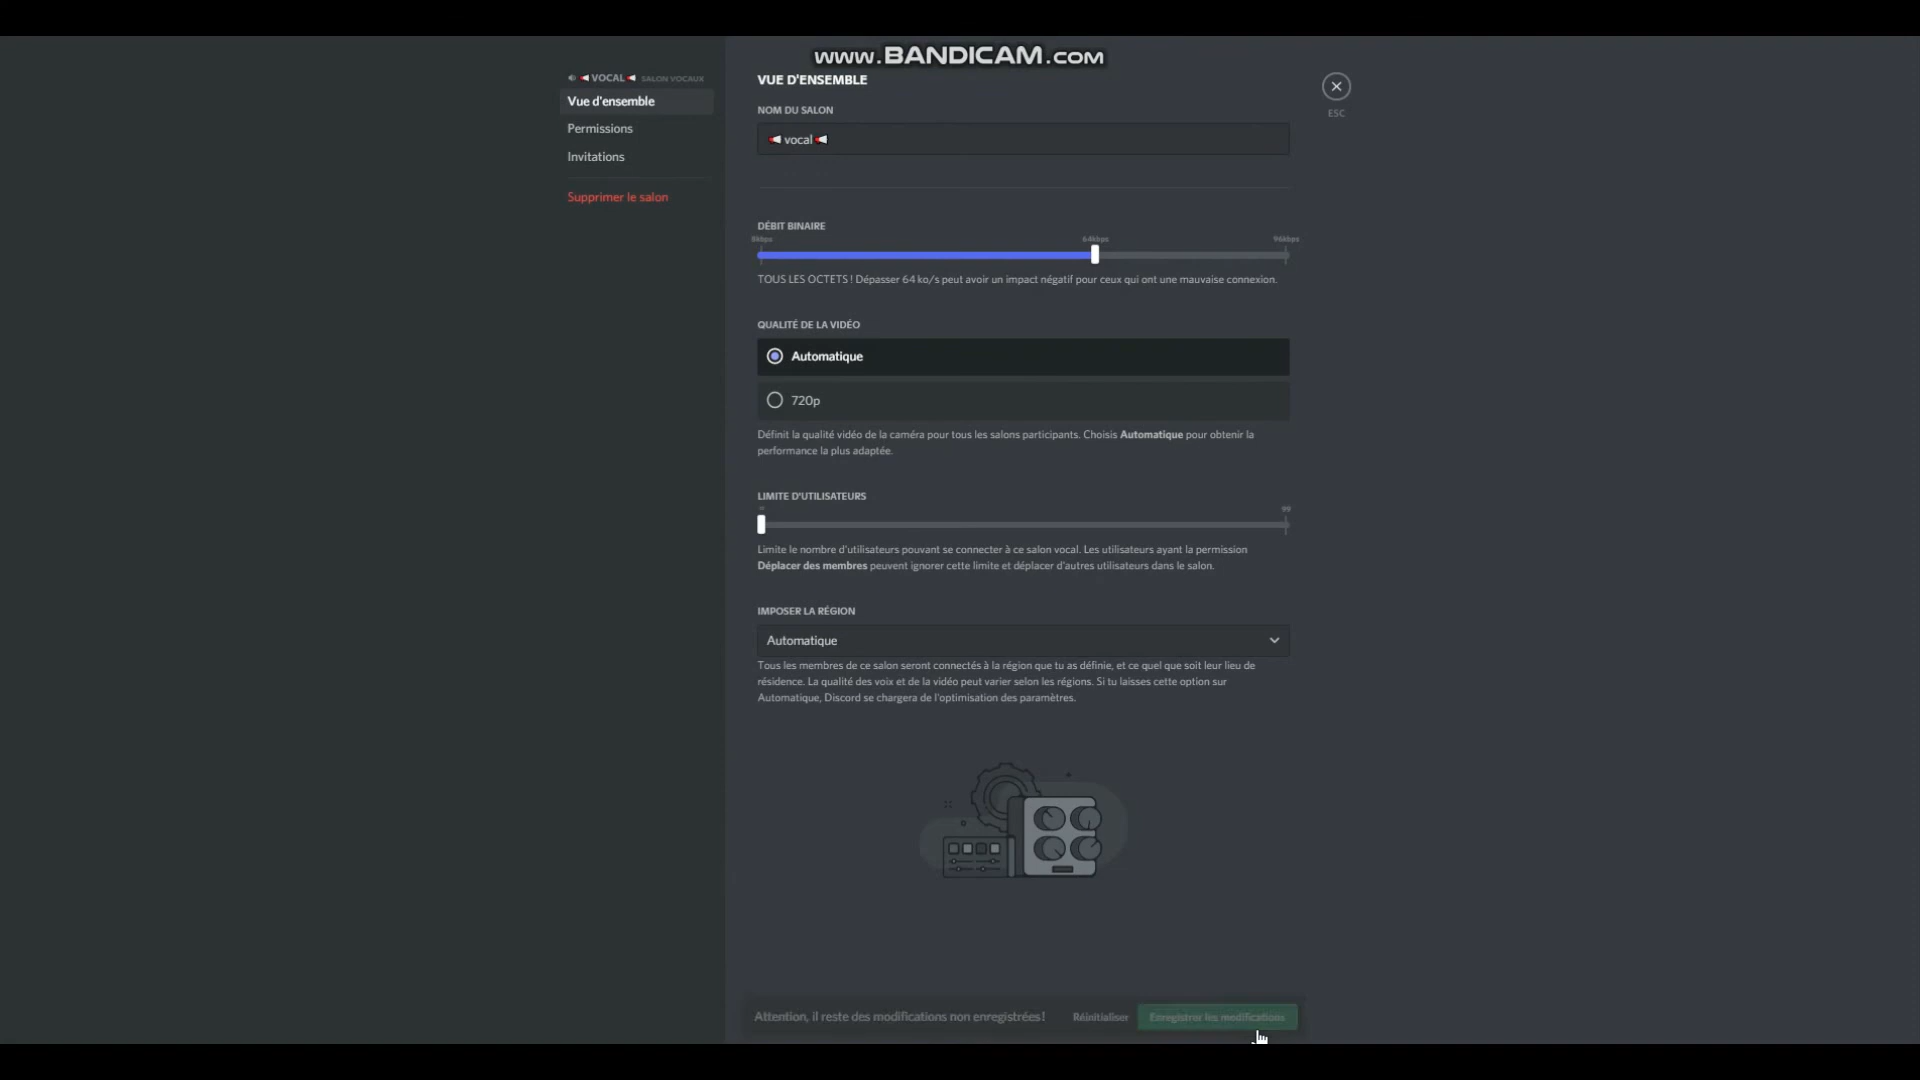 www.BANDICAM.com
VOCAL SALON VOCAUX
Vue d'ensemble
Permissions
Invitations
Supprimer le salon
VUE D'ENSEMBLE
ESC
NOM DU SALON
vocal
DÉBIT BINAIRE
8kbps 64kbps 96kbps
TOUS LES OCTETS ! Dépasser 64 ko/s peut avoir un impact négatif pour ceux qui ont une mauvaise connexion.
QUALITÉ DE LA VIDÉO
Automatique
720p
Définit la qualité vidéo de la caméra pour tous les salons participants. Choisis Automatique pour obtenir la
performance la plus adaptée.
LIMITE D'UTILISATEURS
∞ 99
Limite le nombre d'utilisateurs pouvant se connecter à ce salon vocal. Les utilisateurs ayant la permission
Déplacer des membres peuvent ignorer cette limite et déplacer d'autres utilisateurs dans le salon.
IMPOSER LA RÉGION
Automatique
Tous les membres de ce salon seront connectés à la région que tu as définie, et ce quel que soit leur lieu de
résidence. La qualité des voix et de la vidéo peut varier selon les régions. Si tu laisses cette option sur
Automatique, Discord se chargera de l'optimisation des paramètres.
Attention, il reste des modifications non enregistrées ! Réinitialiser Enregistrer les modifications